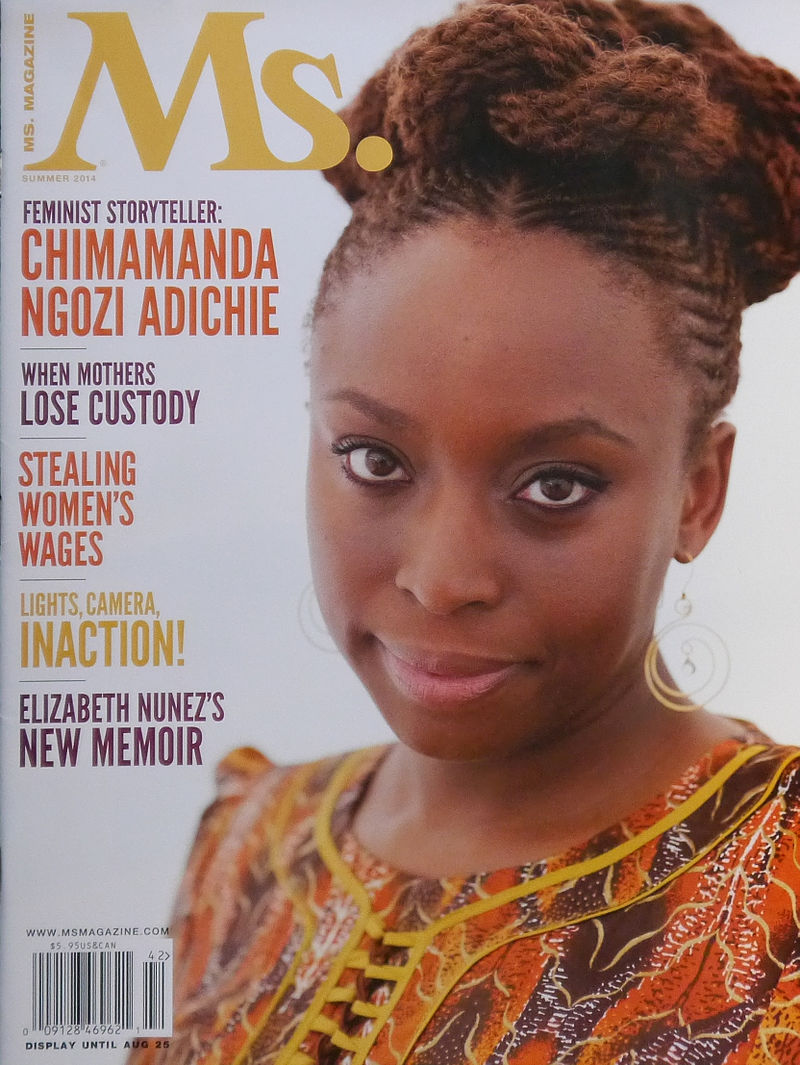 MS. MAGAZINE
Ms.
SUMMER 2014
FEMINIST STORYTELLER:
CHIMAMANDA
NGOZI ADICHIE
WHEN MOTHERS
LOSE CUSTODY
STEALING
WOMEN'S
WAGES
LIGHTS, CAMERA,
INACTION!
ELIZABETH NUNEZ'S
NEW MEMOIR
WWW.MSMAGAZINE.COM
$5.95US&CAN
42>
0 09128 46962 1
DISPLAY UNTIL AUG 25